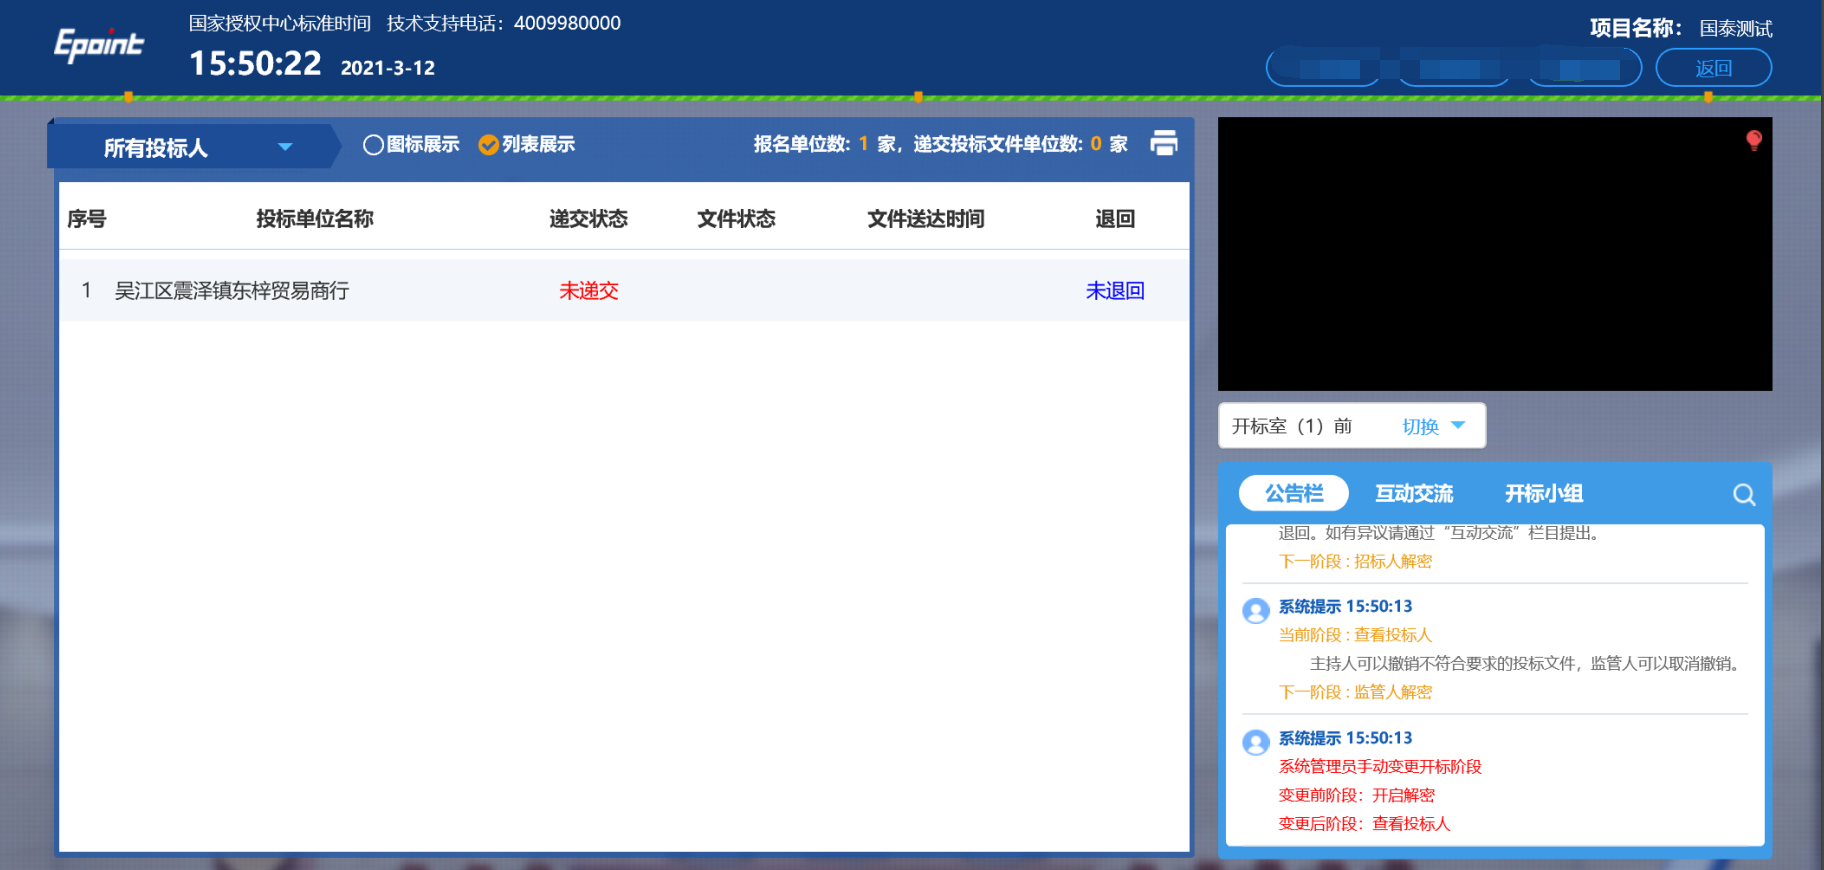 Epoint
国家授权中心标准时间 技术支持电话：4009980000
15:50:22 2021-3-12
项目名称： 国泰测试
返回
所有投标人
图标展示 列表展示
报名单位数: 1 家，递交投标文件单位数: 0 家
序号 投标单位名称 递交状态 文件状态 文件送达时间 退回
1 吴江区震泽镇东梓贸易商行 未递交 未退回
开标室（1）前 切换
公告栏 互动交流 开标小组
退回。如有异议请通过“互动交流”栏目提出。
下一阶段 : 招标人解密
系统提示 15:50:13
当前阶段 : 查看投标人
主持人可以撤销不符合要求的投标文件，监管人可以取消撤销。
下一阶段 : 监管人解密
系统提示 15:50:13
系统管理员手动变更开标阶段
变更前阶段：开启解密
变更后阶段：查看投标人